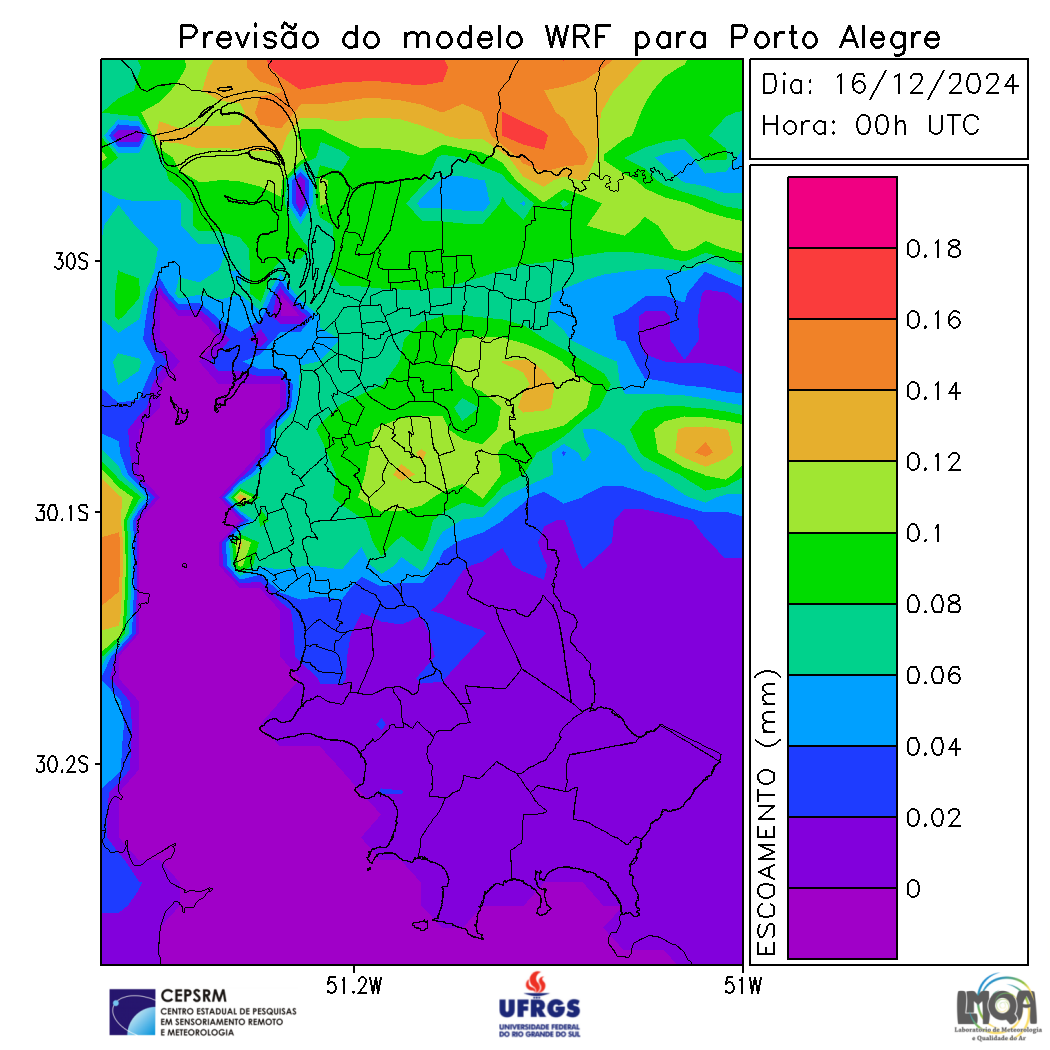 Previsão do modelo WRF para Porto Alegre
Dia: 16/12/2024
Hora: 00h UTC
30S
30.1S
30.2S
51.2W
51W
ESCOAMENTO (mm)
0.18
0.16
0.14
0.12
0.1
0.08
0.06
0.04
0.02
0
CEPSRM
CENTRO ESTADUAL DE PESQUISAS
EM SENSORIAMENTO REMOTO
E METEOROLOGIA
UFRGS
UNIVERSIDADE FEDERAL
DO RIO GRANDE DO SUL
LMQA
Laboratório de Meteorologia
e Qualidade do Ar